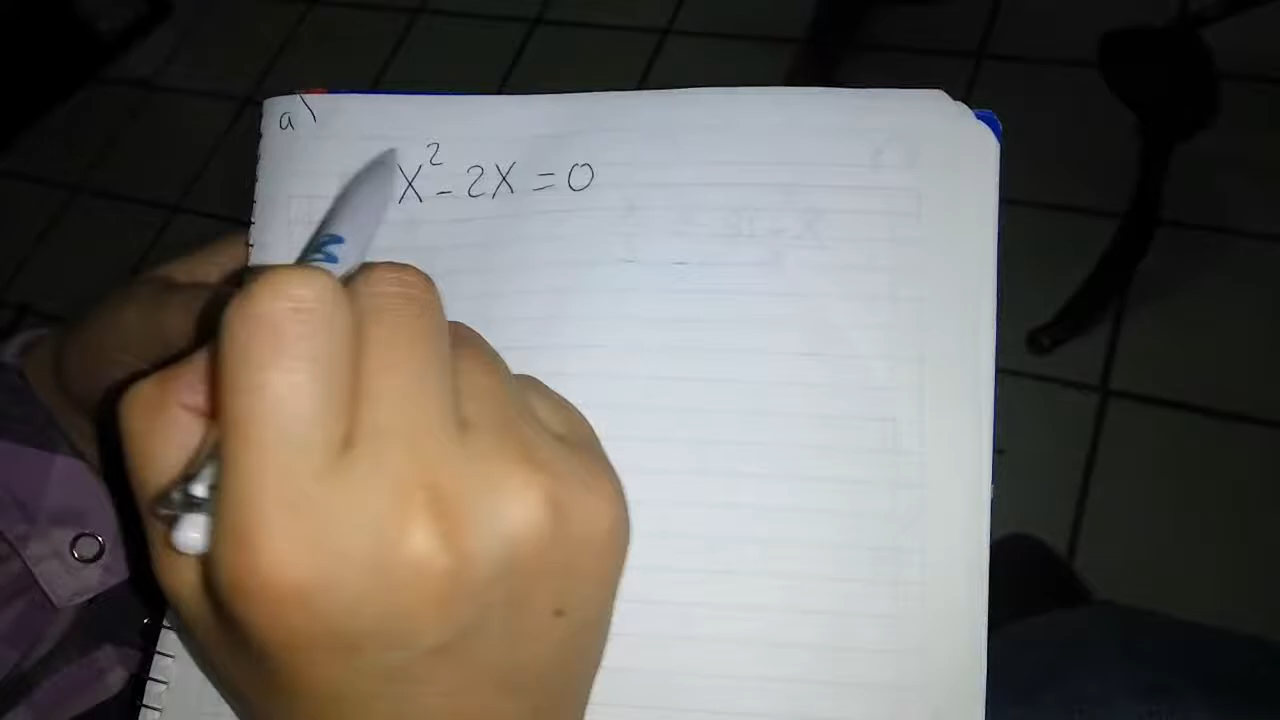 a)
x² - 2x = 0